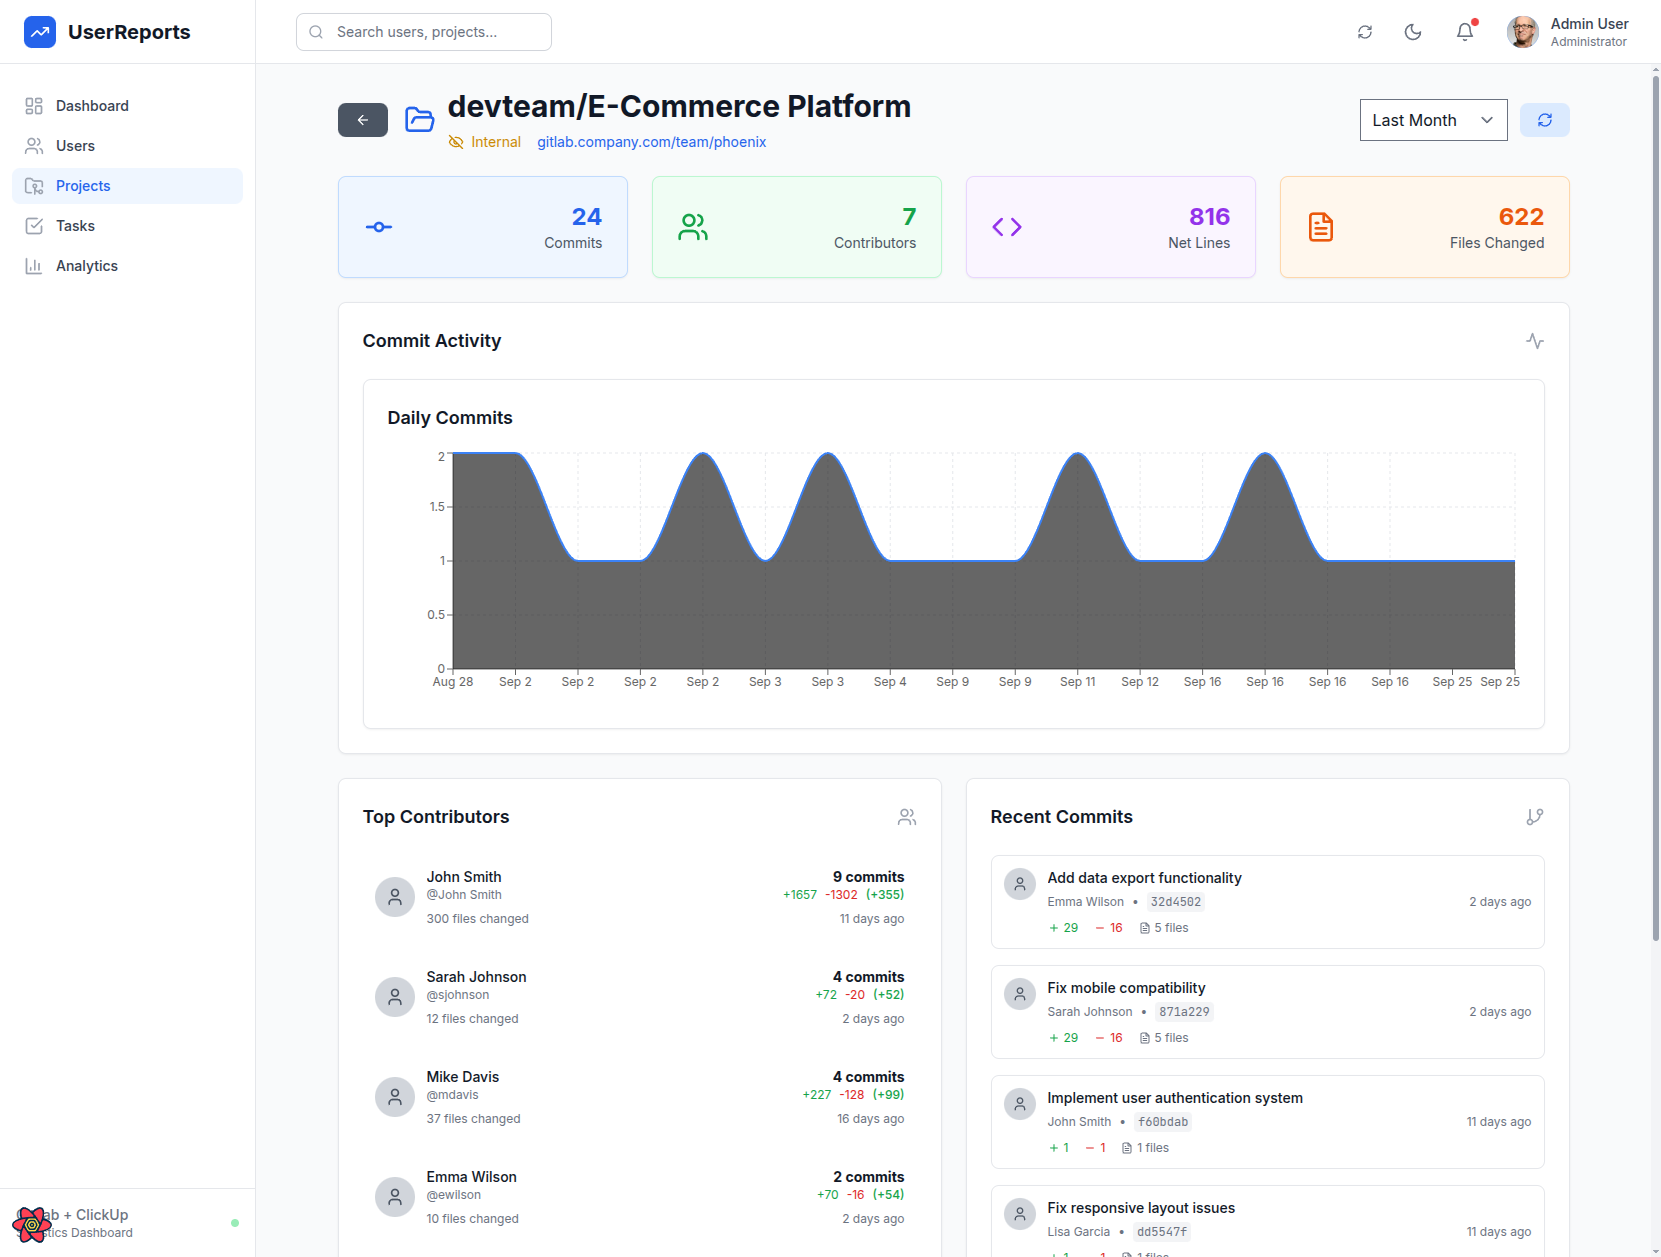 UserReports
Search users, projects...
Admin User
Administrator
Dashboard
Users
Projects
Tasks
Analytics
devteam/E-Commerce Platform
Internal gitlab.company.com/team/phoenix
Last Month
24
Commits
7
Contributors
816
Net Lines
622
Files Changed
Commit Activity
Daily Commits
2
1.5
1
0.5
0
Aug 28 Sep 2 Sep 2 Sep 2 Sep 2 Sep 3 Sep 3 Sep 4 Sep 9 Sep 9 Sep 11 Sep 12 Sep 16 Sep 16 Sep 16 Sep 16 Sep 25 Sep 25
Top Contributors
John Smith 9 commits
@John Smith +1657 -1302 (+355)
300 files changed 11 days ago
Sarah Johnson 4 commits
@sjohnson +72 -20 (+52)
12 files changed 2 days ago
Mike Davis 4 commits
@mdavis +227 -128 (+99)
37 files changed 16 days ago
Emma Wilson 2 commits
@ewilson +70 -16 (+54)
10 files changed 2 days ago
Recent Commits
Add data export functionality
Emma Wilson • 32d4502 2 days ago
+ 29 − 16 5 files
Fix mobile compatibility
Sarah Johnson • 871a229 2 days ago
+ 29 − 16 5 files
Implement user authentication system
John Smith • f60bdab 11 days ago
+ 1 − 1 1 files
Fix responsive layout issues
Lisa Garcia • dd5547f 11 days ago
+ 1 − 1 1 files
+ ClickUp
Dashboard